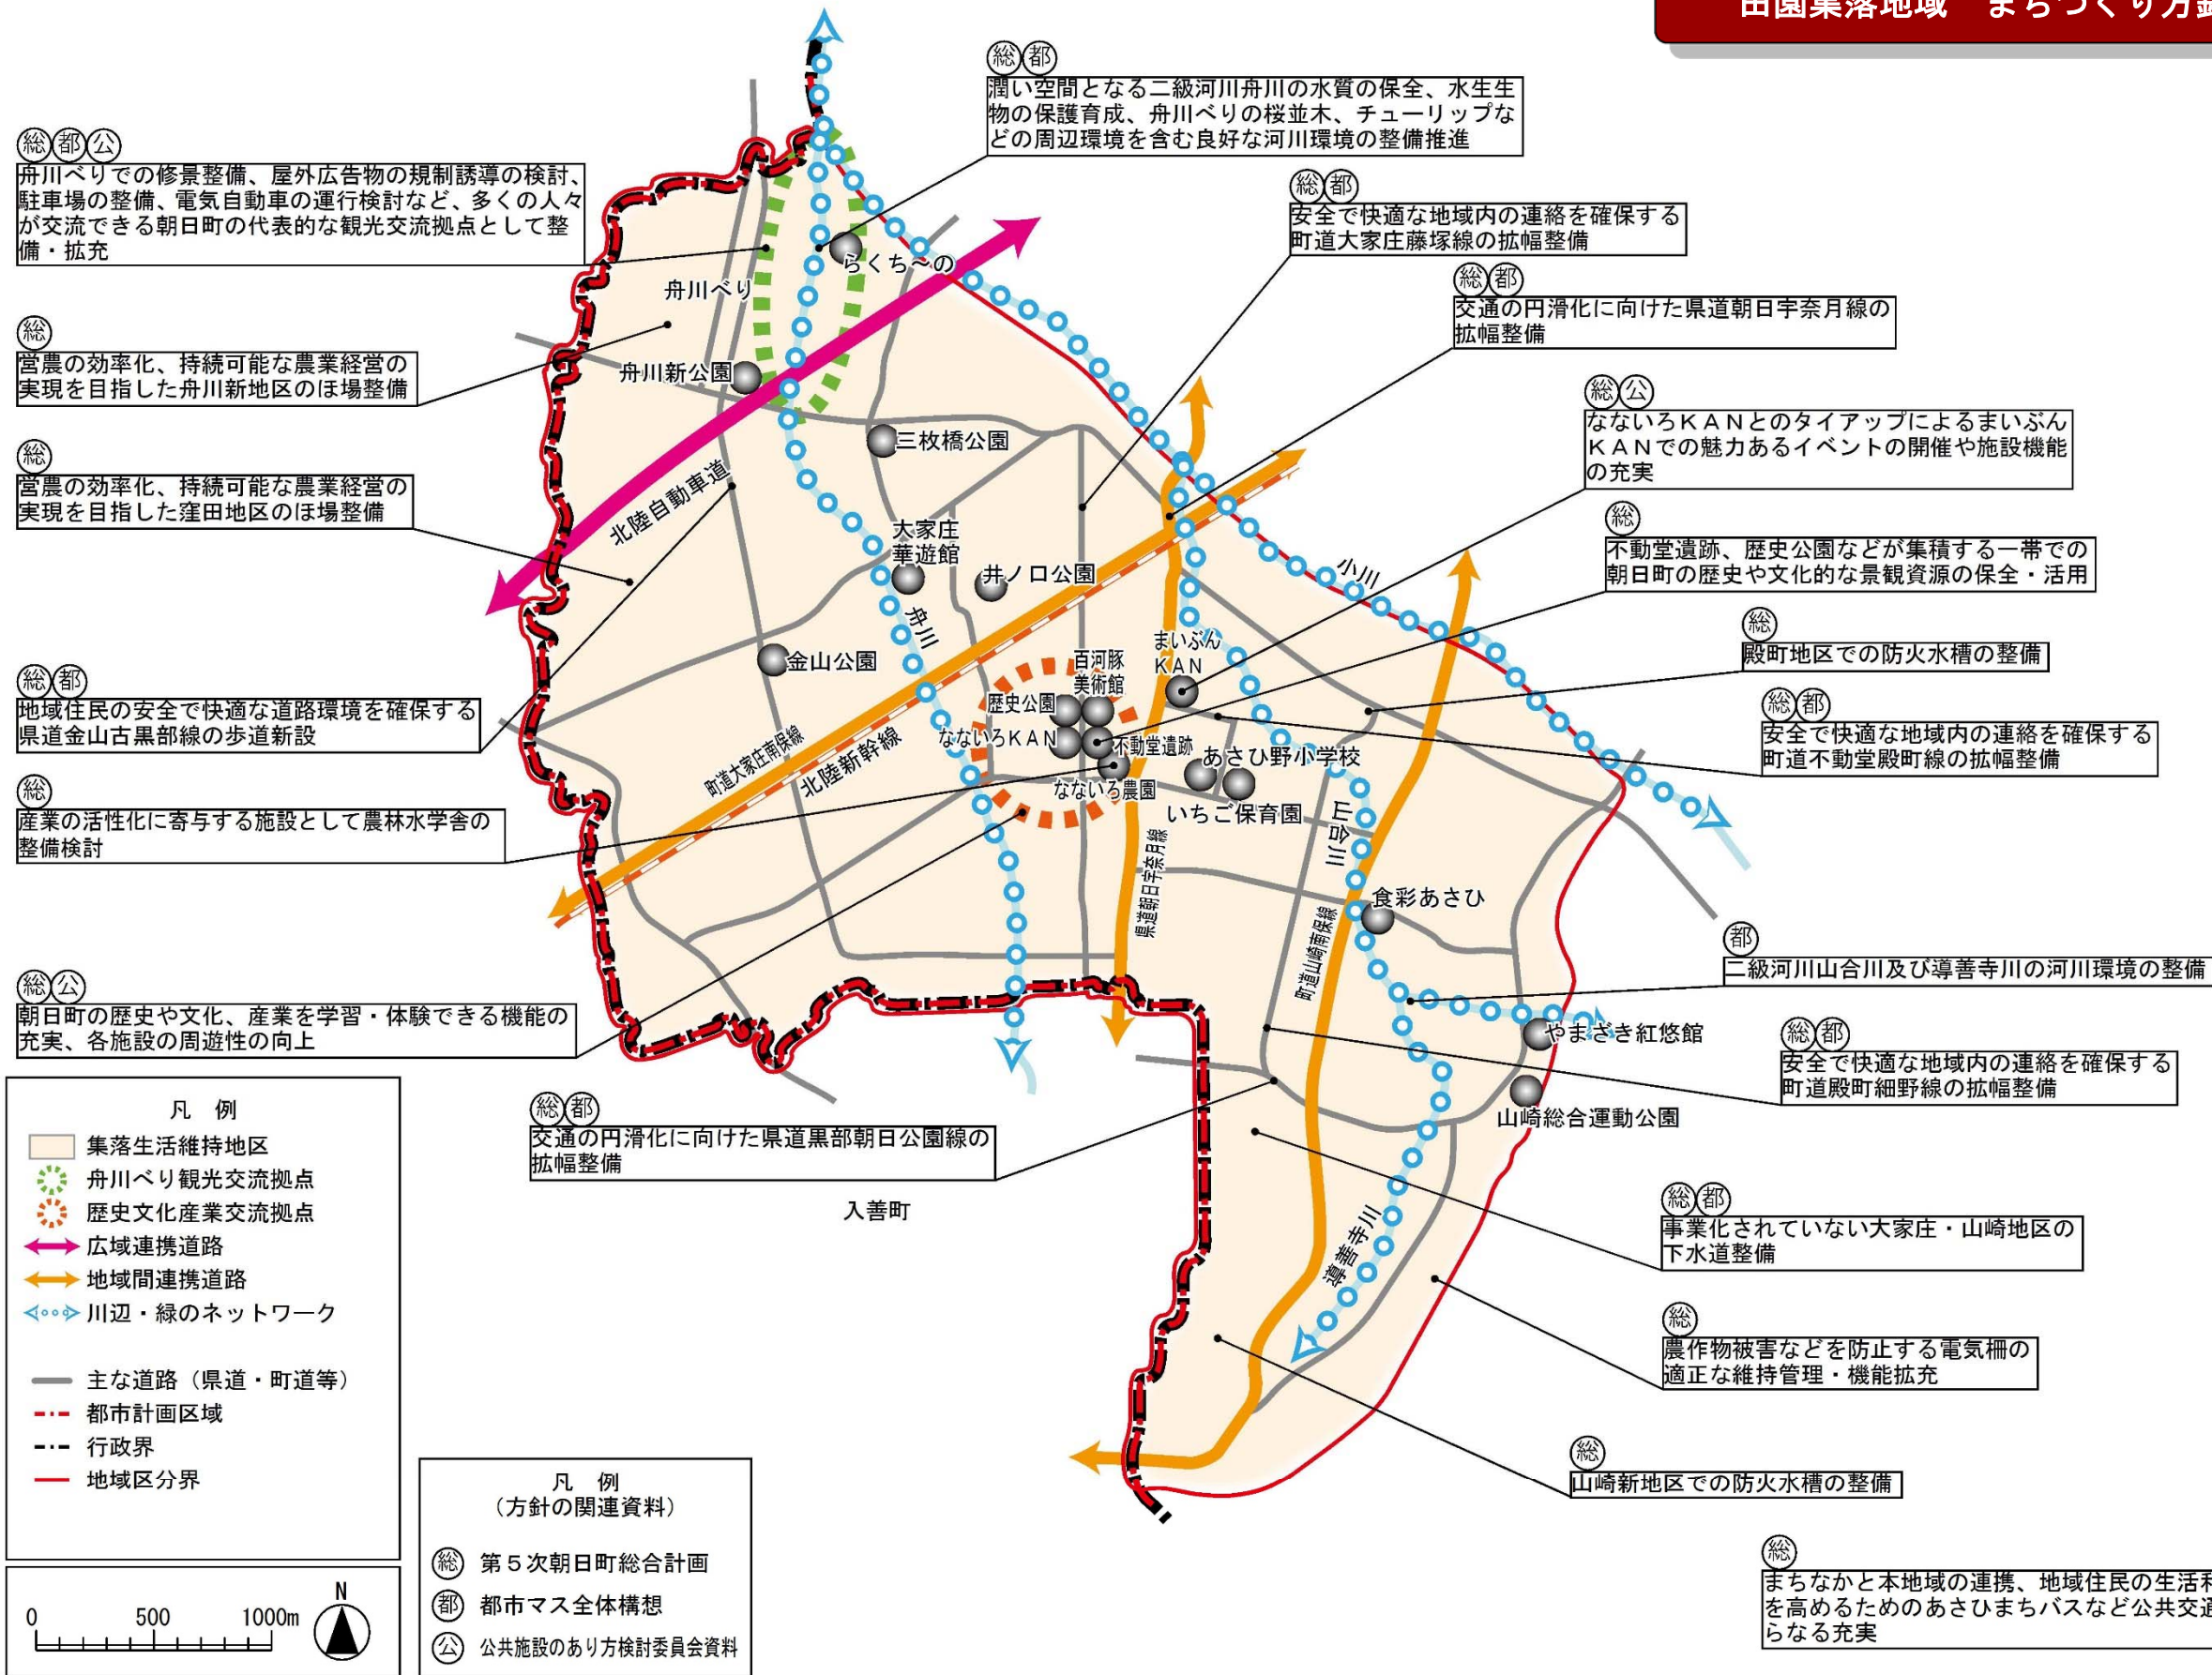 田園集落地域　まちづくり方針
総 都
潤い空間となる二級河川舟川の水質の保全、水生生
物の保護育成、舟川べりの桜並木、チューリップな
どの周辺環境を含む良好な河川環境の整備推進
総 都 公
舟川べりでの修景整備、屋外広告物の規制誘導の検討、
駐車場の整備、電気自動車の運行検討など、多くの人々
が交流できる朝日町の代表的な観光交流拠点として整
備・拡充
総 都
安全で快適な地域内の連絡を確保する
町道大家庄藤塚線の拡幅整備
総 都
交通の円滑化に向けた県道朝日宇奈月線の
拡幅整備
総
営農の効率化、持続可能な農業経営の
実現を目指した舟川新地区のほ場整備
総 公
なないろＫＡＮとのタイアップによるまいぶん
ＫＡＮでの魅力あるイベントの開催や施設機能
の充実
総
営農の効率化、持続可能な農業経営の
実現を目指した窪田地区のほ場整備
総
不動堂遺跡、歴史公園などが集積する一帯での
朝日町の歴史や文化的な景観資源の保全・活用
総
殿町地区での防火水槽の整備
総 都
地域住民の安全で快適な道路環境を確保する
県道金山古黒部線の歩道新設
総 都
安全で快適な地域内の連絡を確保する
町道不動堂殿町線の拡幅整備
総
産業の活性化に寄与する施設として農林水学舎の
整備検討
都
二級河川山合川及び導善寺川の河川環境の整備
総 公
朝日町の歴史や文化、産業を学習・体験できる機能の
充実、各施設の周遊性の向上
総 都
安全で快適な地域内の連絡を確保する
町道殿町細野線の拡幅整備
総 都
交通の円滑化に向けた県道黒部朝日公園線の
拡幅整備
総 都
事業化されていない大家庄・山崎地区の
下水道整備
総
農作物被害などを防止する電気柵の
適正な維持管理・機能拡充
総
山崎新地区での防火水槽の整備
総
まちなかと本地域の連携、地域住民の生活利
を高めるためのあさひまちバスなど公共交通
らなる充実
らくち～の
舟川べり
舟川新公園
三枚橋公園
北陸自動車道
大家庄
華遊館
井ノ口公園
小川
舟川
金山公園
まいぶん
ＫＡＮ
百河豚
美術館
歴史公園
なないろＫＡＮ
不動堂遺跡
なないろ農園
あさひ野小学校
いちご保育園
町道大家庄南保線
北陸新幹線
山合川
県道朝日宇奈月線
食彩あさひ
町道山崎南保線
やまざき紅悠館
山崎総合運動公園
導善寺川
入善町
凡　例
集落生活維持地区
舟川べり観光交流拠点
歴史文化産業交流拠点
広域連携道路
地域間連携道路
川辺・緑のネットワーク
主な道路（県道・町道等）
都市計画区域
行政界
地域区分界
0 500 1000m
N
凡　例
（方針の関連資料）
総 第５次朝日町総合計画
都 都市マス全体構想
公 公共施設のあり方検討委員会資料